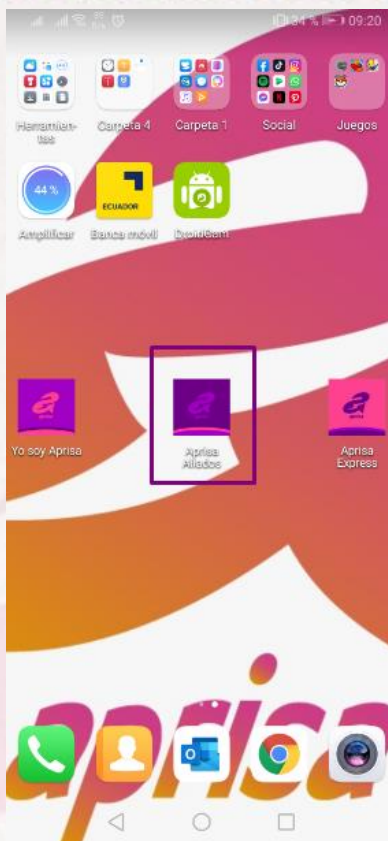 34 % 09:20
Herramien-
tas
Carpeta 4
Carpeta 1
Social
Juegos
44 %
ECUADOR
Amplificar
Banca móvil
DroidCam
Yo soy Aprisa
Aprisa
Aliados
Aprisa
Express
aprisa